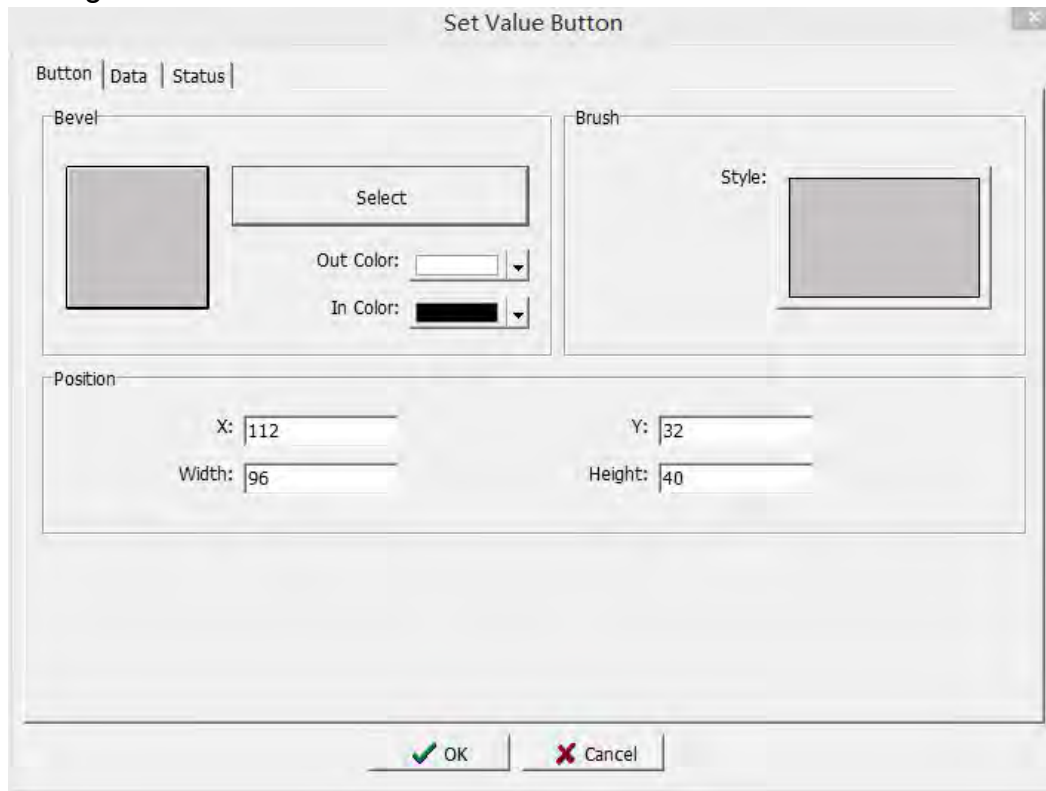 Set Value Button
Button Data Status
Bevel
Select
Out Color:
In Color:
Brush
Style:
Position
X: 112
Y: 32
Width: 96
Height: 40
OK
Cancel